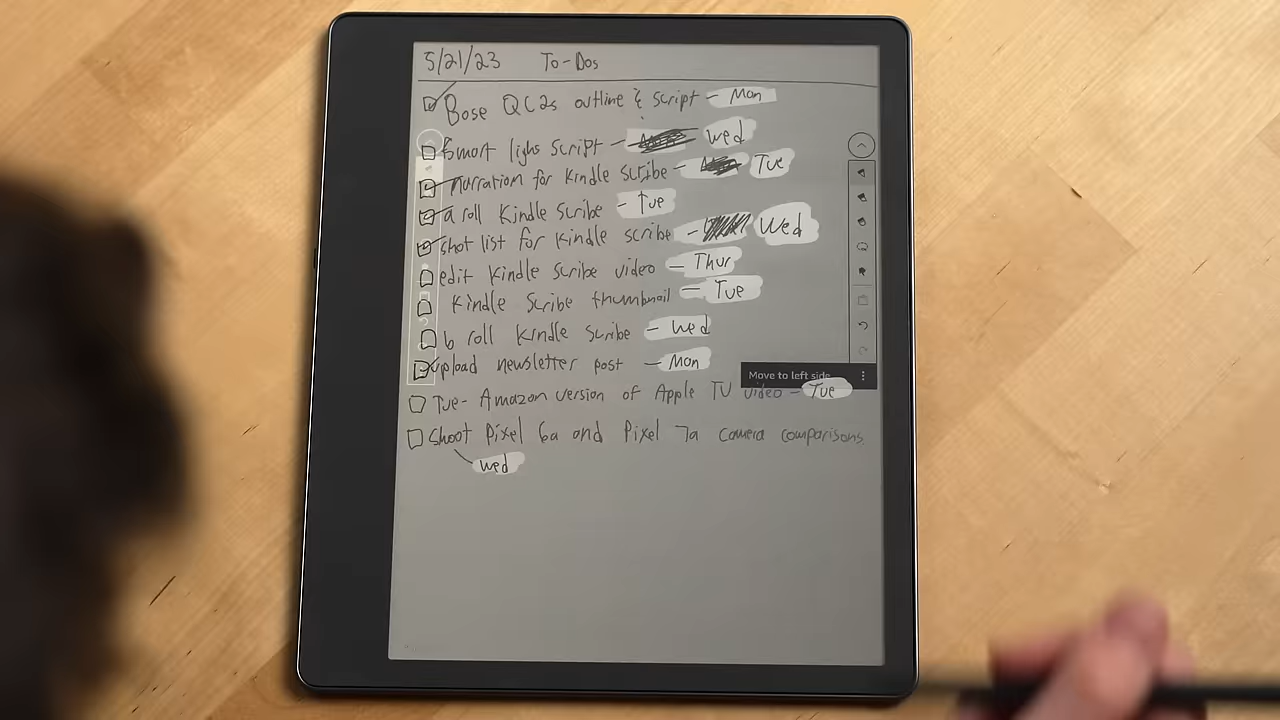 5/21/23 To-Dos
Bose QC2s outline & script - Mon
Smart light script - Wed
narration for Kindle Scribe - Tue
a roll Kindle Scribe - Tue
shot list for Kindle scribe - Wed
edit Kindle Scribe video - Thur
Kindle Scribe thumbnail - Tue
b roll Kindle Scribe - Wed
upload newsletter post - Mon
Move to left side
Tue- Amazon version of Apple TV video - Tue
Shoot Pixel 6a and Pixel 7a camera comparisons
wed